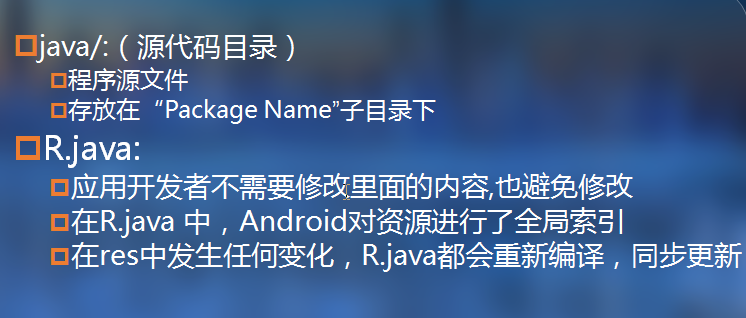 java/:（源代码目录）
程序源文件
存放在“Package Name”子目录下
R.java:
应用开发者不需要修改里面的内容,也避免修改
在R.java 中，Android对资源进行了全局索引
在res中发生任何变化，R.java都会重新编译，同步更新